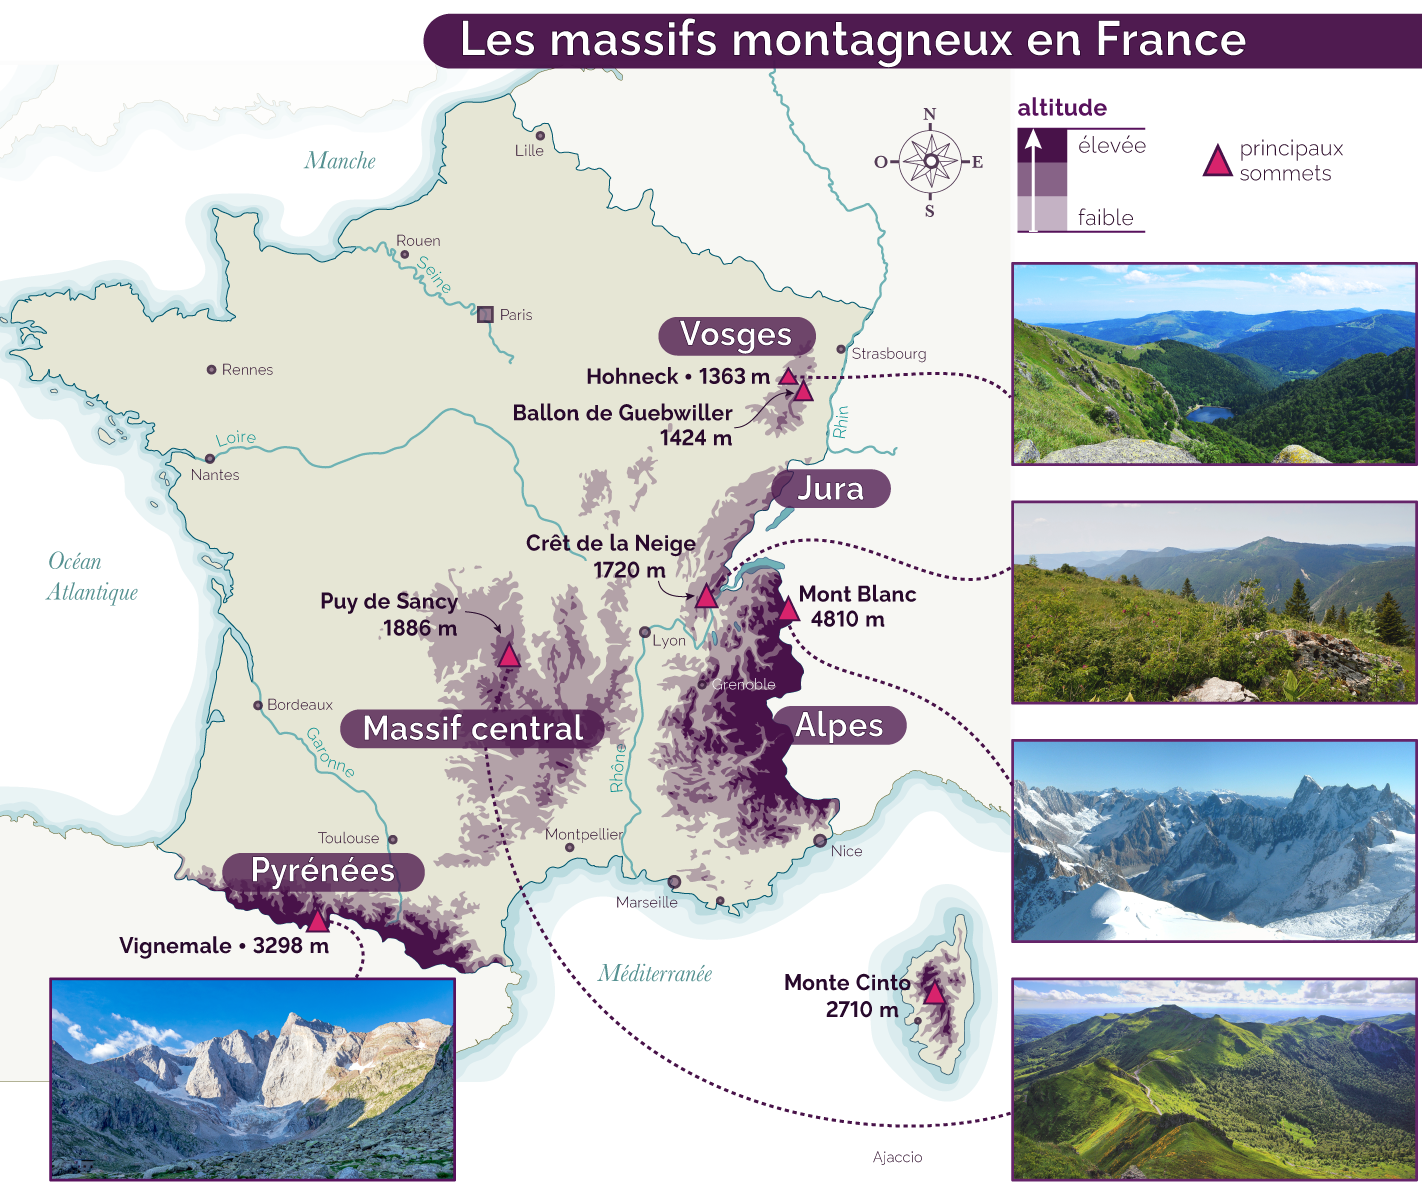 Les massifs montagneux en France
altitude
élevée
faible
principaux
sommets
N
O
E
S
Manche
Lille
Rouen
Seine
Paris
Vosges
Strasbourg
Rennes
Hohneck • 1363 m
Ballon de Guebwiller
1424 m
Rhin
Loire
Nantes
Jura
Crêt de la Neige
1720 m
Océan
Atlantique
Puy de Sancy
1886 m
Mont Blanc
4810 m
Lyon
Grenoble
Bordeaux
Massif central
Alpes
Garonne
Rhône
Toulouse
Montpellier
Nice
Pyrénées
Marseille
Vignemale • 3298 m
Méditerranée
Monte Cinto
2710 m
Ajaccio